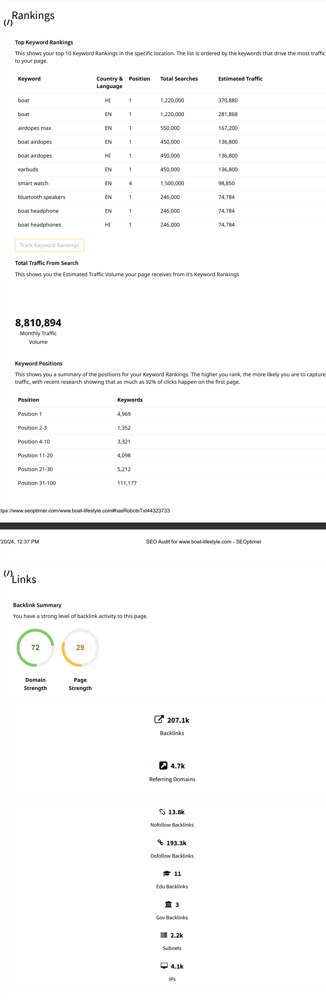 Rankings
(/)
Top Keyword Rankings
This shows your top 10 Keyword Rankings in the specific location. The list is ordered by the keywords that drive the most traffic
to your page.
Keyword Country & Position Total Searches Estimated Traffic
Language
boat HI 1 1,220,000 370,880
boat EN 1 1,220,000 281,868
airdopes max EN 1 550,000 167,200
boat airdopes EN 1 450,000 136,800
boat airdopes HI 1 450,000 136,800
earbuds EN 1 450,000 136,800
smart watch EN 4 1,500,000 98,850
bluetooth speakers EN 1 246,000 74,784
boat headphone EN 1 246,000 74,784
boat headphones HI 1 246,000 74,784
Track Keyword Rankings
Total Traffic From Search
This shows you the Estimated Traffic Volume your page receives from it's Keyword Rankings
8,810,894
Monthly Traffic
Volume
Keyword Positions
This shows you a summary of the positions for your Keyword Rankings. The higher you rank, the more likely you are to capture
traffic, with recent research showing that as much as 92% of clicks happen on the first page.
Position Keywords
Position 1 4,969
Position 2-3 1,352
Position 4-10 3,321
Position 11-20 4,098
Position 21-30 5,212
Position 31-100 111,177
ttps://www.seoptimer.com/www.boat-lifestyle.com#hasRobotsTxt44323733
/20/24, 12:37 PM SEO Audit for www.boat-lifestyle.com - SEOptimer
(/)
Links
Backlink Summary
You have a strong level of backlink activity to this page.
72 29
Domain Page
Strength Strength
207.1k
Backlinks
4.7k
Referring Domains
13.8k
Nofollow Backlinks
193.3k
Dofollow Backlinks
11
Edu Backlinks
3
Gov Backlinks
2.2k
Subnets
4.1k
IPs